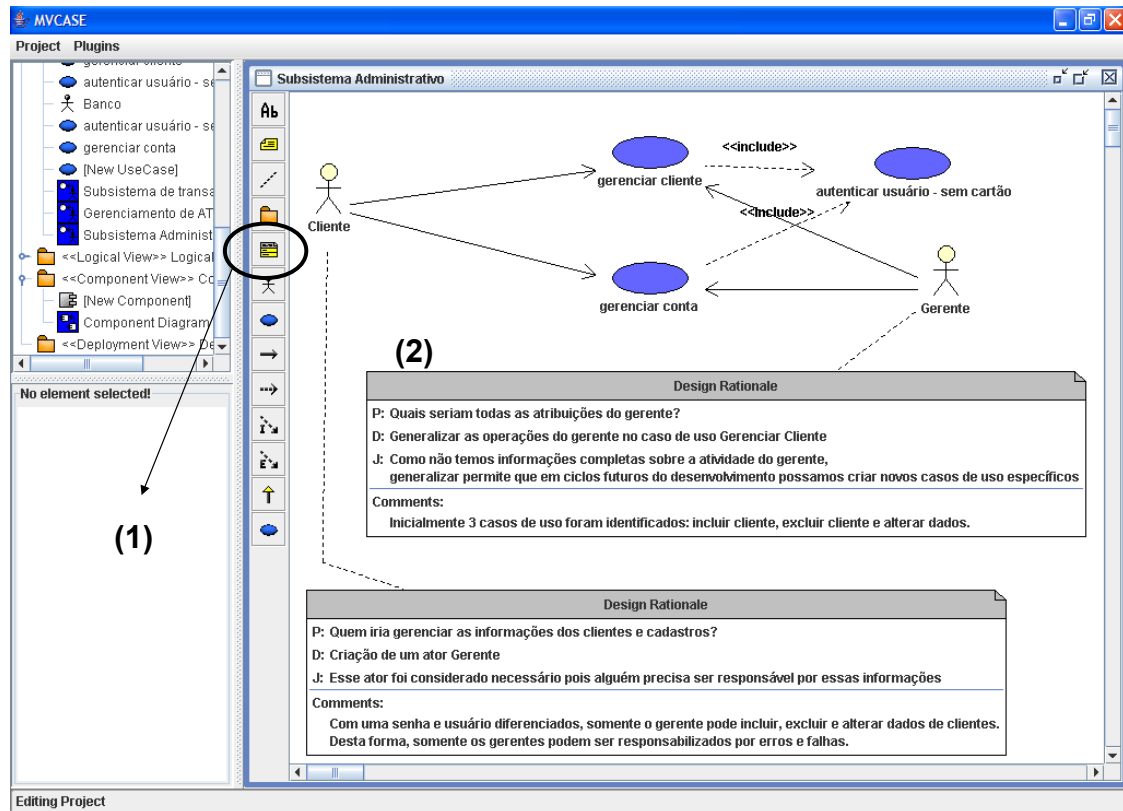 MVCASE
Project Plugins
gerenciar cliente
autenticar usuário - se
Banco
autenticar usuário - se
gerenciar conta
[New UseCase]
Subsistema de transa
Gerenciamento de AT
Subsistema Administ
<<Logical View>> Logical
<<Component View>> Co
[New Component]
Component Diagram
<<Deployment View>> De
No element selected!
(1)
Subsistema Administrativo
Ab
I
E
Cliente
gerenciar cliente
<<include>>
autenticar usuário - sem cartão
<<include>>
gerenciar conta
Gerente
(2)
Design Rationale
P: Quais seriam todas as atribuições do gerente?
D: Generalizar as operações do gerente no caso de uso Gerenciar Cliente
J: Como não temos informações completas sobre a atividade do gerente,
generalizar permite que em ciclos futuros do desenvolvimento possamos criar novos casos de uso específicos
Comments:
Inicialmente 3 casos de uso foram identificados: incluir cliente, excluir cliente e alterar dados.
Design Rationale
P: Quem iria gerenciar as informações dos clientes e cadastros?
D: Criação de um ator Gerente
J: Esse ator foi considerado necessário pois alguém precisa ser responsável por essas informações
Comments:
Com uma senha e usuário diferenciados, somente o gerente pode incluir, excluir e alterar dados de clientes.
Desta forma, somente os gerentes podem ser responsabilizados por erros e falhas.
Editing Project